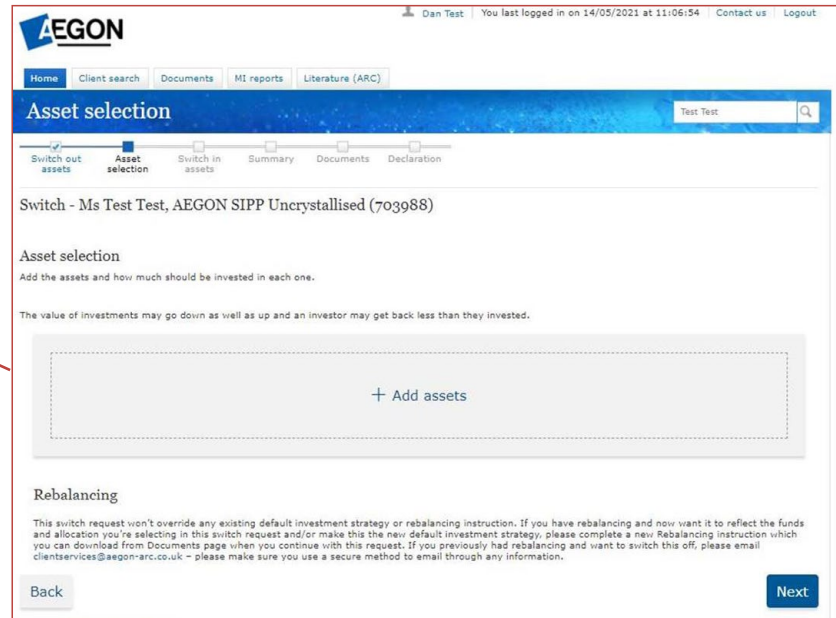 Dan Test You last logged in on 14/05/2021 at 11:06:54 Contact us Logout
AEGON
Home Client search Documents MI reports Literature (ARC)
Asset selection
Test Test
Switch out assets
Asset selection
Switch in assets
Summary
Documents
Declaration
Switch - Ms Test Test, AEGON SIPP Uncrystallised (703988)
Asset selection
Add the assets and how much should be invested in each one.
The value of investments may go down as well as up and an investor may get back less than they invested.
+ Add assets
Rebalancing
This switch request won't override any existing default investment strategy or rebalancing instruction. If you have rebalancing and now want it to reflect the funds
and allocation you're selecting in this switch request and/or make this the new default investment strategy, please complete a new Rebalancing instruction which
you can download from Documents page when you continue with this request. If you previously had rebalancing and want to switch this off, please email
clientservices@aegon-arc.co.uk – please make sure you use a secure method to email through any information.
Back
Next